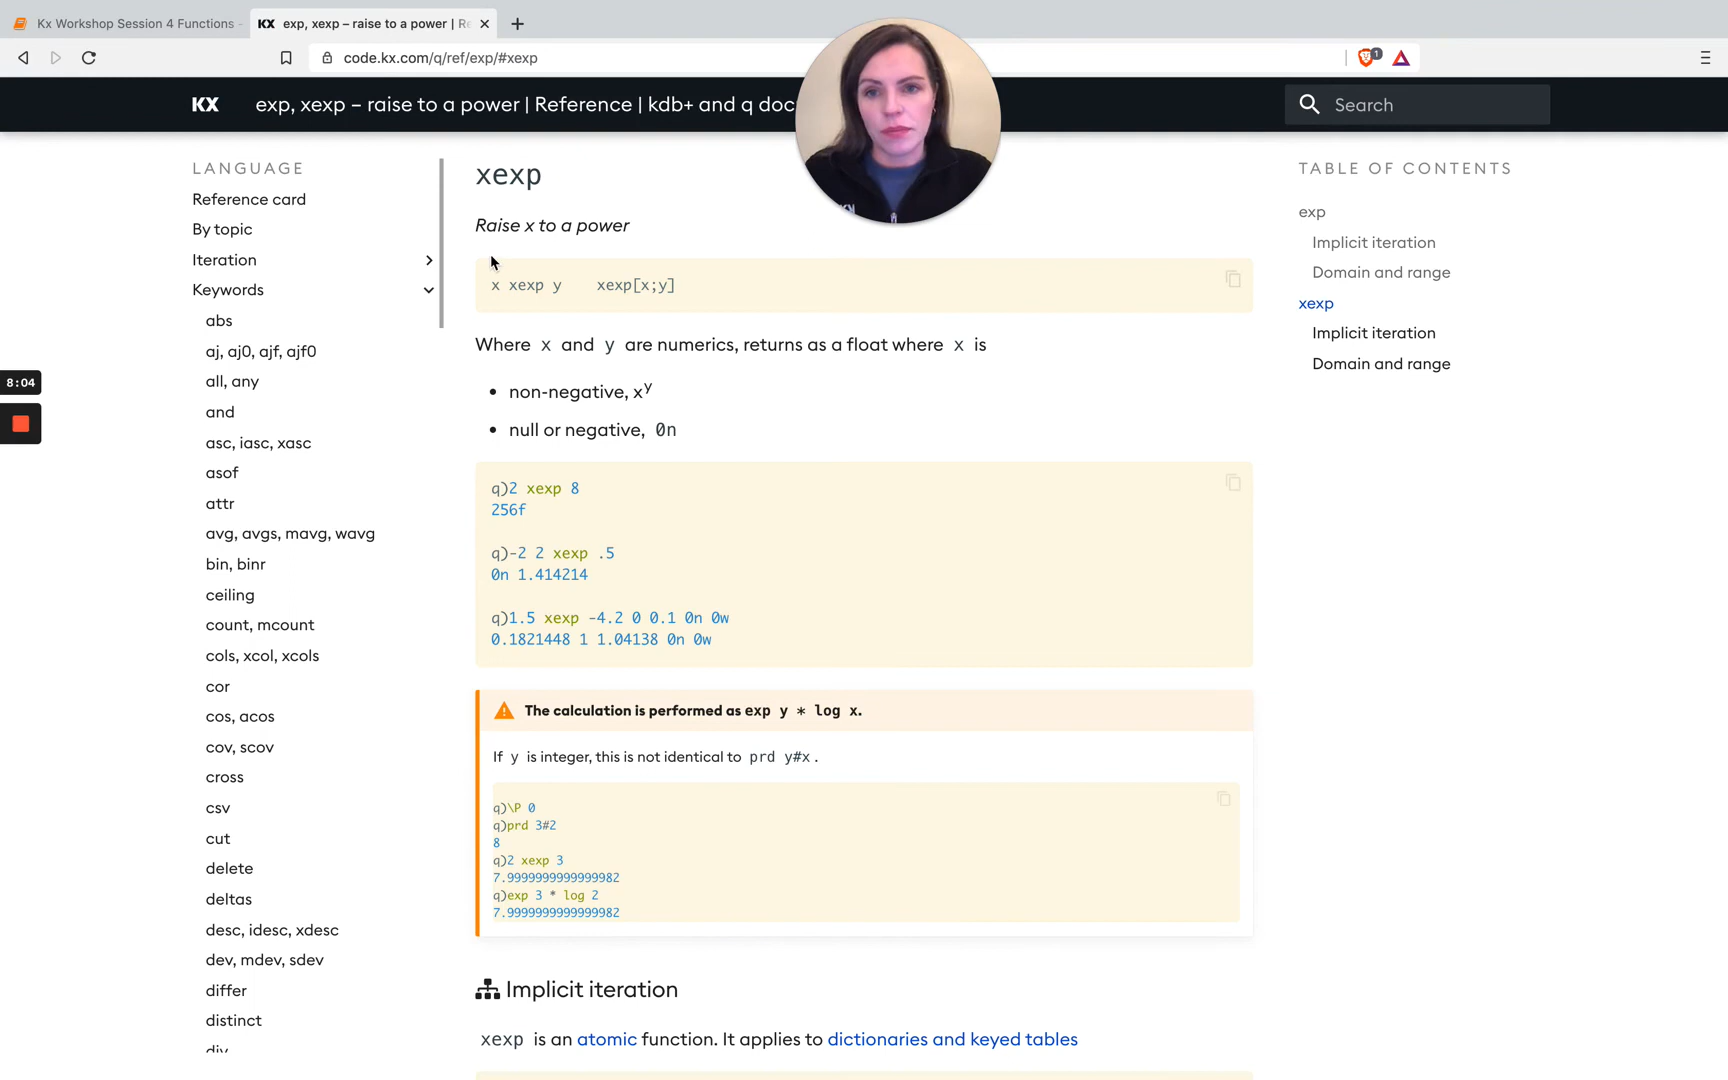 Kx Workshop Session 4 Functions -
KX exp, xexp – raise to a power | Re
code.kx.com/q/ref/exp/#xexp
1
KX exp, xexp – raise to a power | Reference | kdb+ and q doc
Search
8:04
LANGUAGE
Reference card
By topic
Iteration
Keywords
abs
aj, aj0, ajf, ajf0
all, any
and
asc, iasc, xasc
asof
attr
avg, avgs, mavg, wavg
bin, binr
ceiling
count, mcount
cols, xcol, xcols
cor
cos, acos
cov, scov
cross
csv
cut
delete
deltas
desc, idesc, xdesc
dev, mdev, sdev
differ
distinct
div
xexp
Raise x to a power
x xexp y    xexp[x;y]
Where x and y are numerics, returns as a float where x is
• non-negative, xʸ
• null or negative, 0n
q)2 xexp 8
256f
q)-2 2 xexp .5
0n 1.414214
q)1.5 xexp -4.2 0 0.1 0n 0w
0.1821448 1 1.04138 0n 0w
The calculation is performed as exp y * log x.
If y is integer, this is not identical to prd y#x.
q)\P 0
q)prd 3#2
8
q)2 xexp 3
7.9999999999999982
q)exp 3 * log 2
7.9999999999999982
Implicit iteration
xexp is an atomic function. It applies to dictionaries and keyed tables
TABLE OF CONTENTS
exp
Implicit iteration
Domain and range
xexp
Implicit iteration
Domain and range